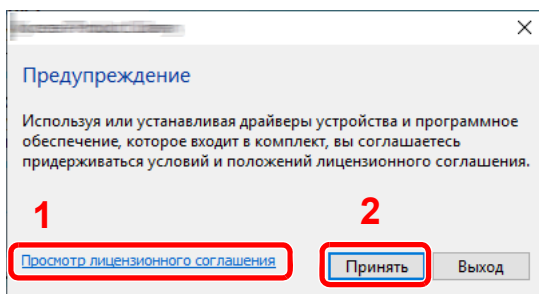 Предупреждение
Используя или устанавливая драйверы устройства и программное
обеспечение, которое входит в комплект, вы соглашаетесь
придерживаться условий и положений лицензионного соглашения.
1
2
Просмотр лицензионного соглашения
Принять
Выход